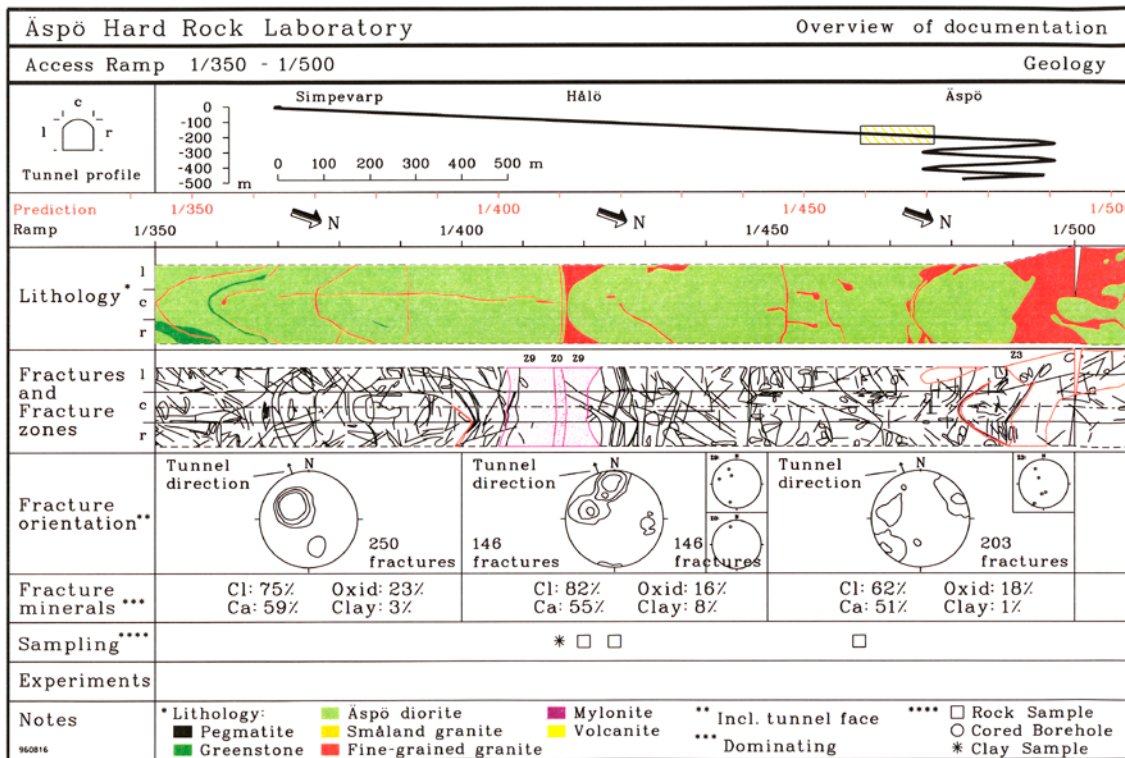 Äspö Hard Rock Laboratory Overview of documentation
Access Ramp 1/350 - 1/500 Geology
c
l r
Tunnel profile
Simpevarp Hålö Äspö
0
-100
-200
-300
-400
-500 m
0 100 200 300 400 500 m
Prediction 1/350 1/400 1/450 1/500
N N N
Ramp
1/350 1/400 1/450 1/500
Lithology*
l
c
r
29 20 29 23
Fractures
and
Fracture
zones
l
c
r
Fracture
orientation**
Tunnel
direction
N
250
fractures
146
fractures
Tunnel
direction
N
146
fractures
Tunnel
direction
N
203
fractures
Fracture
minerals ***
Cl: 75% Oxid: 23%
Ca: 59% Clay: 3%
Cl: 82% Oxid: 16%
Ca: 55% Clay: 8%
Cl: 62% Oxid: 18%
Ca: 51% Clay: 1%
Sampling****
*
Experiments
Notes
960816
* Lithology:
Pegmatite
Greenstone
Äspö diorite
Småland granite
Fine-grained granite
Mylonite
Volcanite
** Incl. tunnel face
*** Dominating
**** Rock Sample
Cored Borehole
* Clay Sample